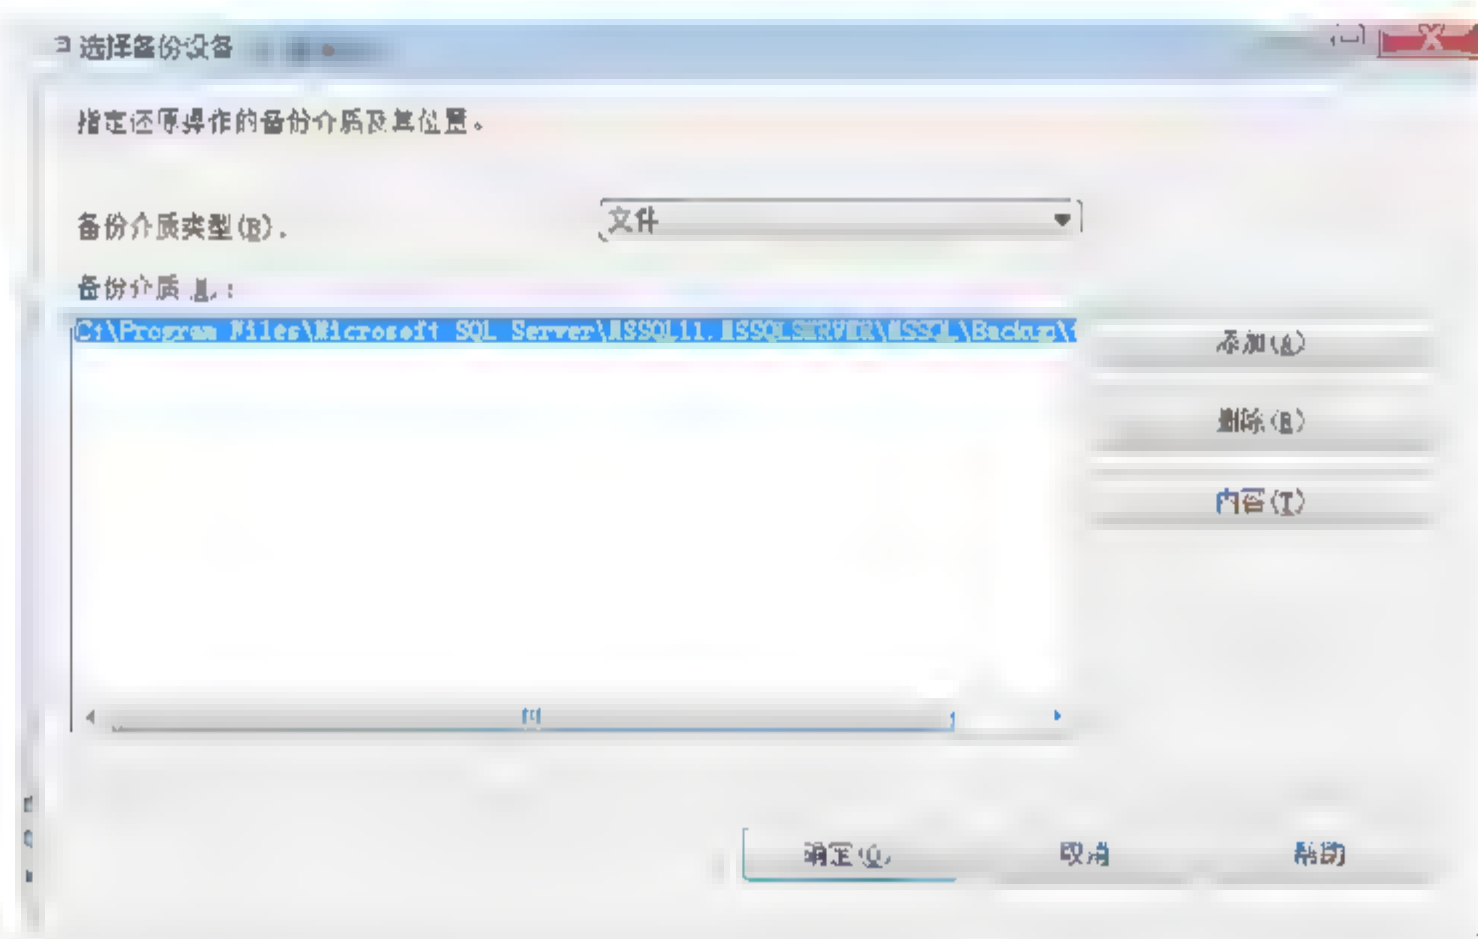 选择备份设备
指定还原操作的备份介质及其位置。
备份介质类型(B):
文件
备份介质
C:\Program Files\Microsoft SQL Server\MSSQL11.MSSQLSERVER\MSSQL\Backup\
添加(A)
删除(R)
内容(T)
确定(O)
取消
帮助